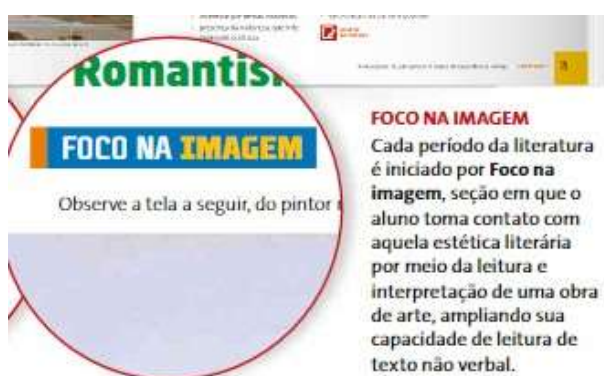 Romantis
FOCO NA IMAGEM
Observe a tela a seguir, do pintor
FOCO NA IMAGEM
Cada período da literatura
é iniciado por Foco na
imagem, seção em que o
aluno toma contato com
aquela estética literária
por meio da leitura e
interpretação de uma obra
de arte, ampliando sua
capacidade de leitura de
texto não verbal.